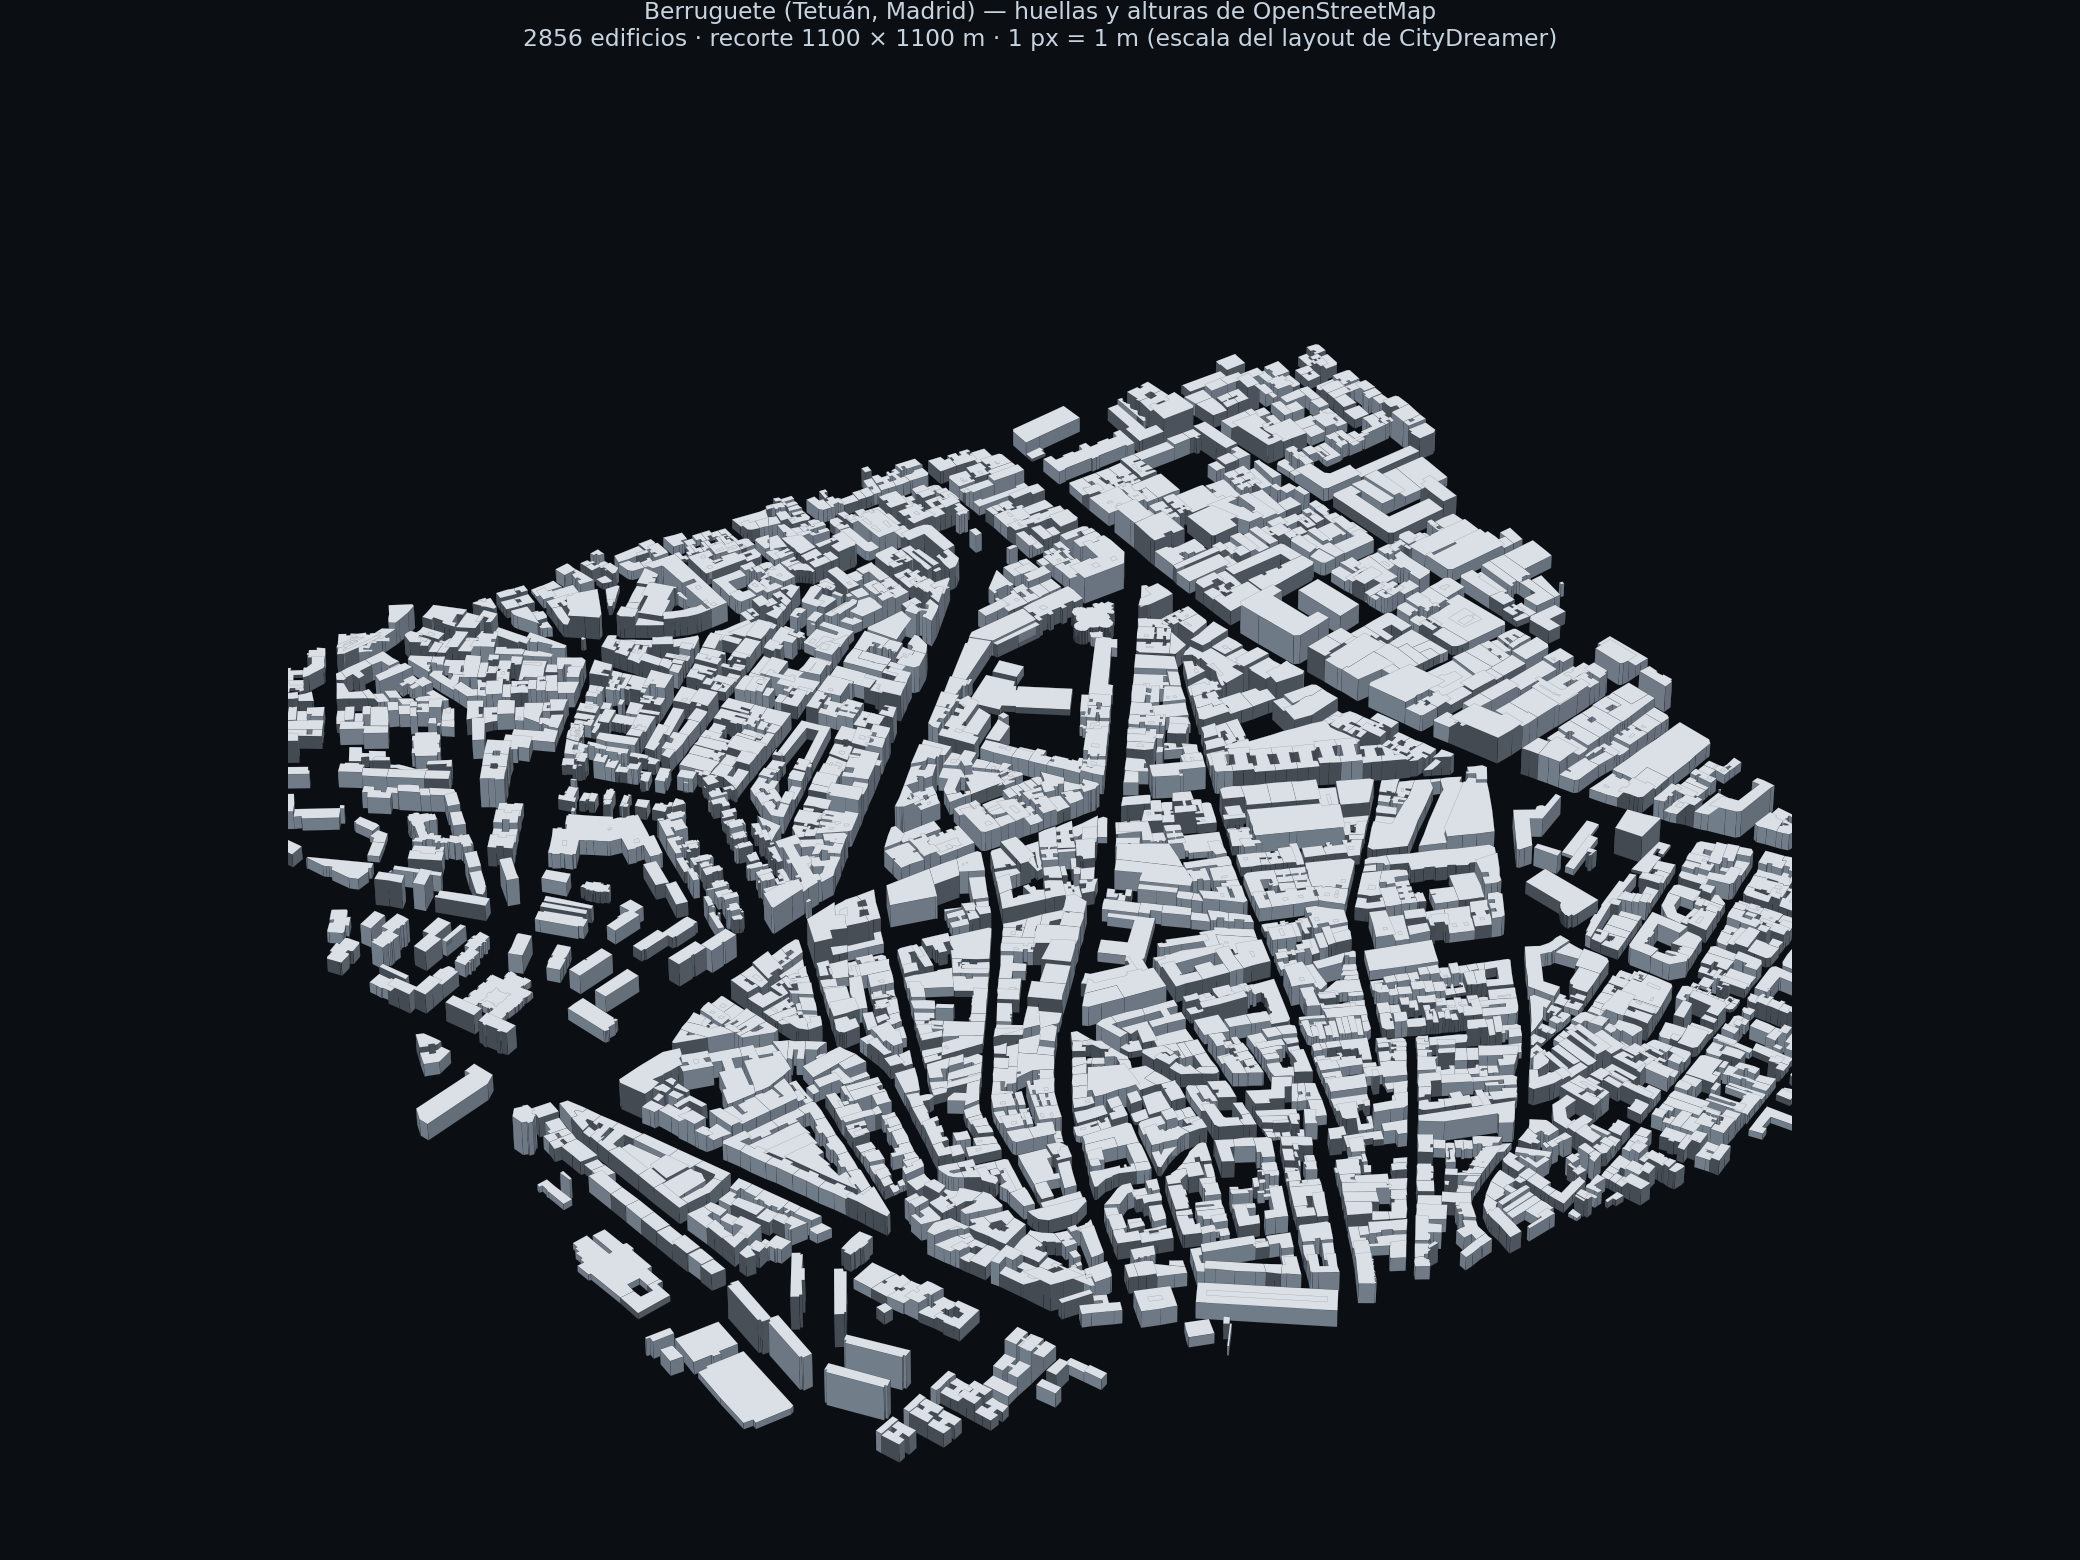 Berruguete (Tetuán, Madrid) — huellas y alturas de OpenStreetMap
2856 edificios · recorte 1100 × 1100 m · 1 px = 1 m (escala del layout de CityDreamer)